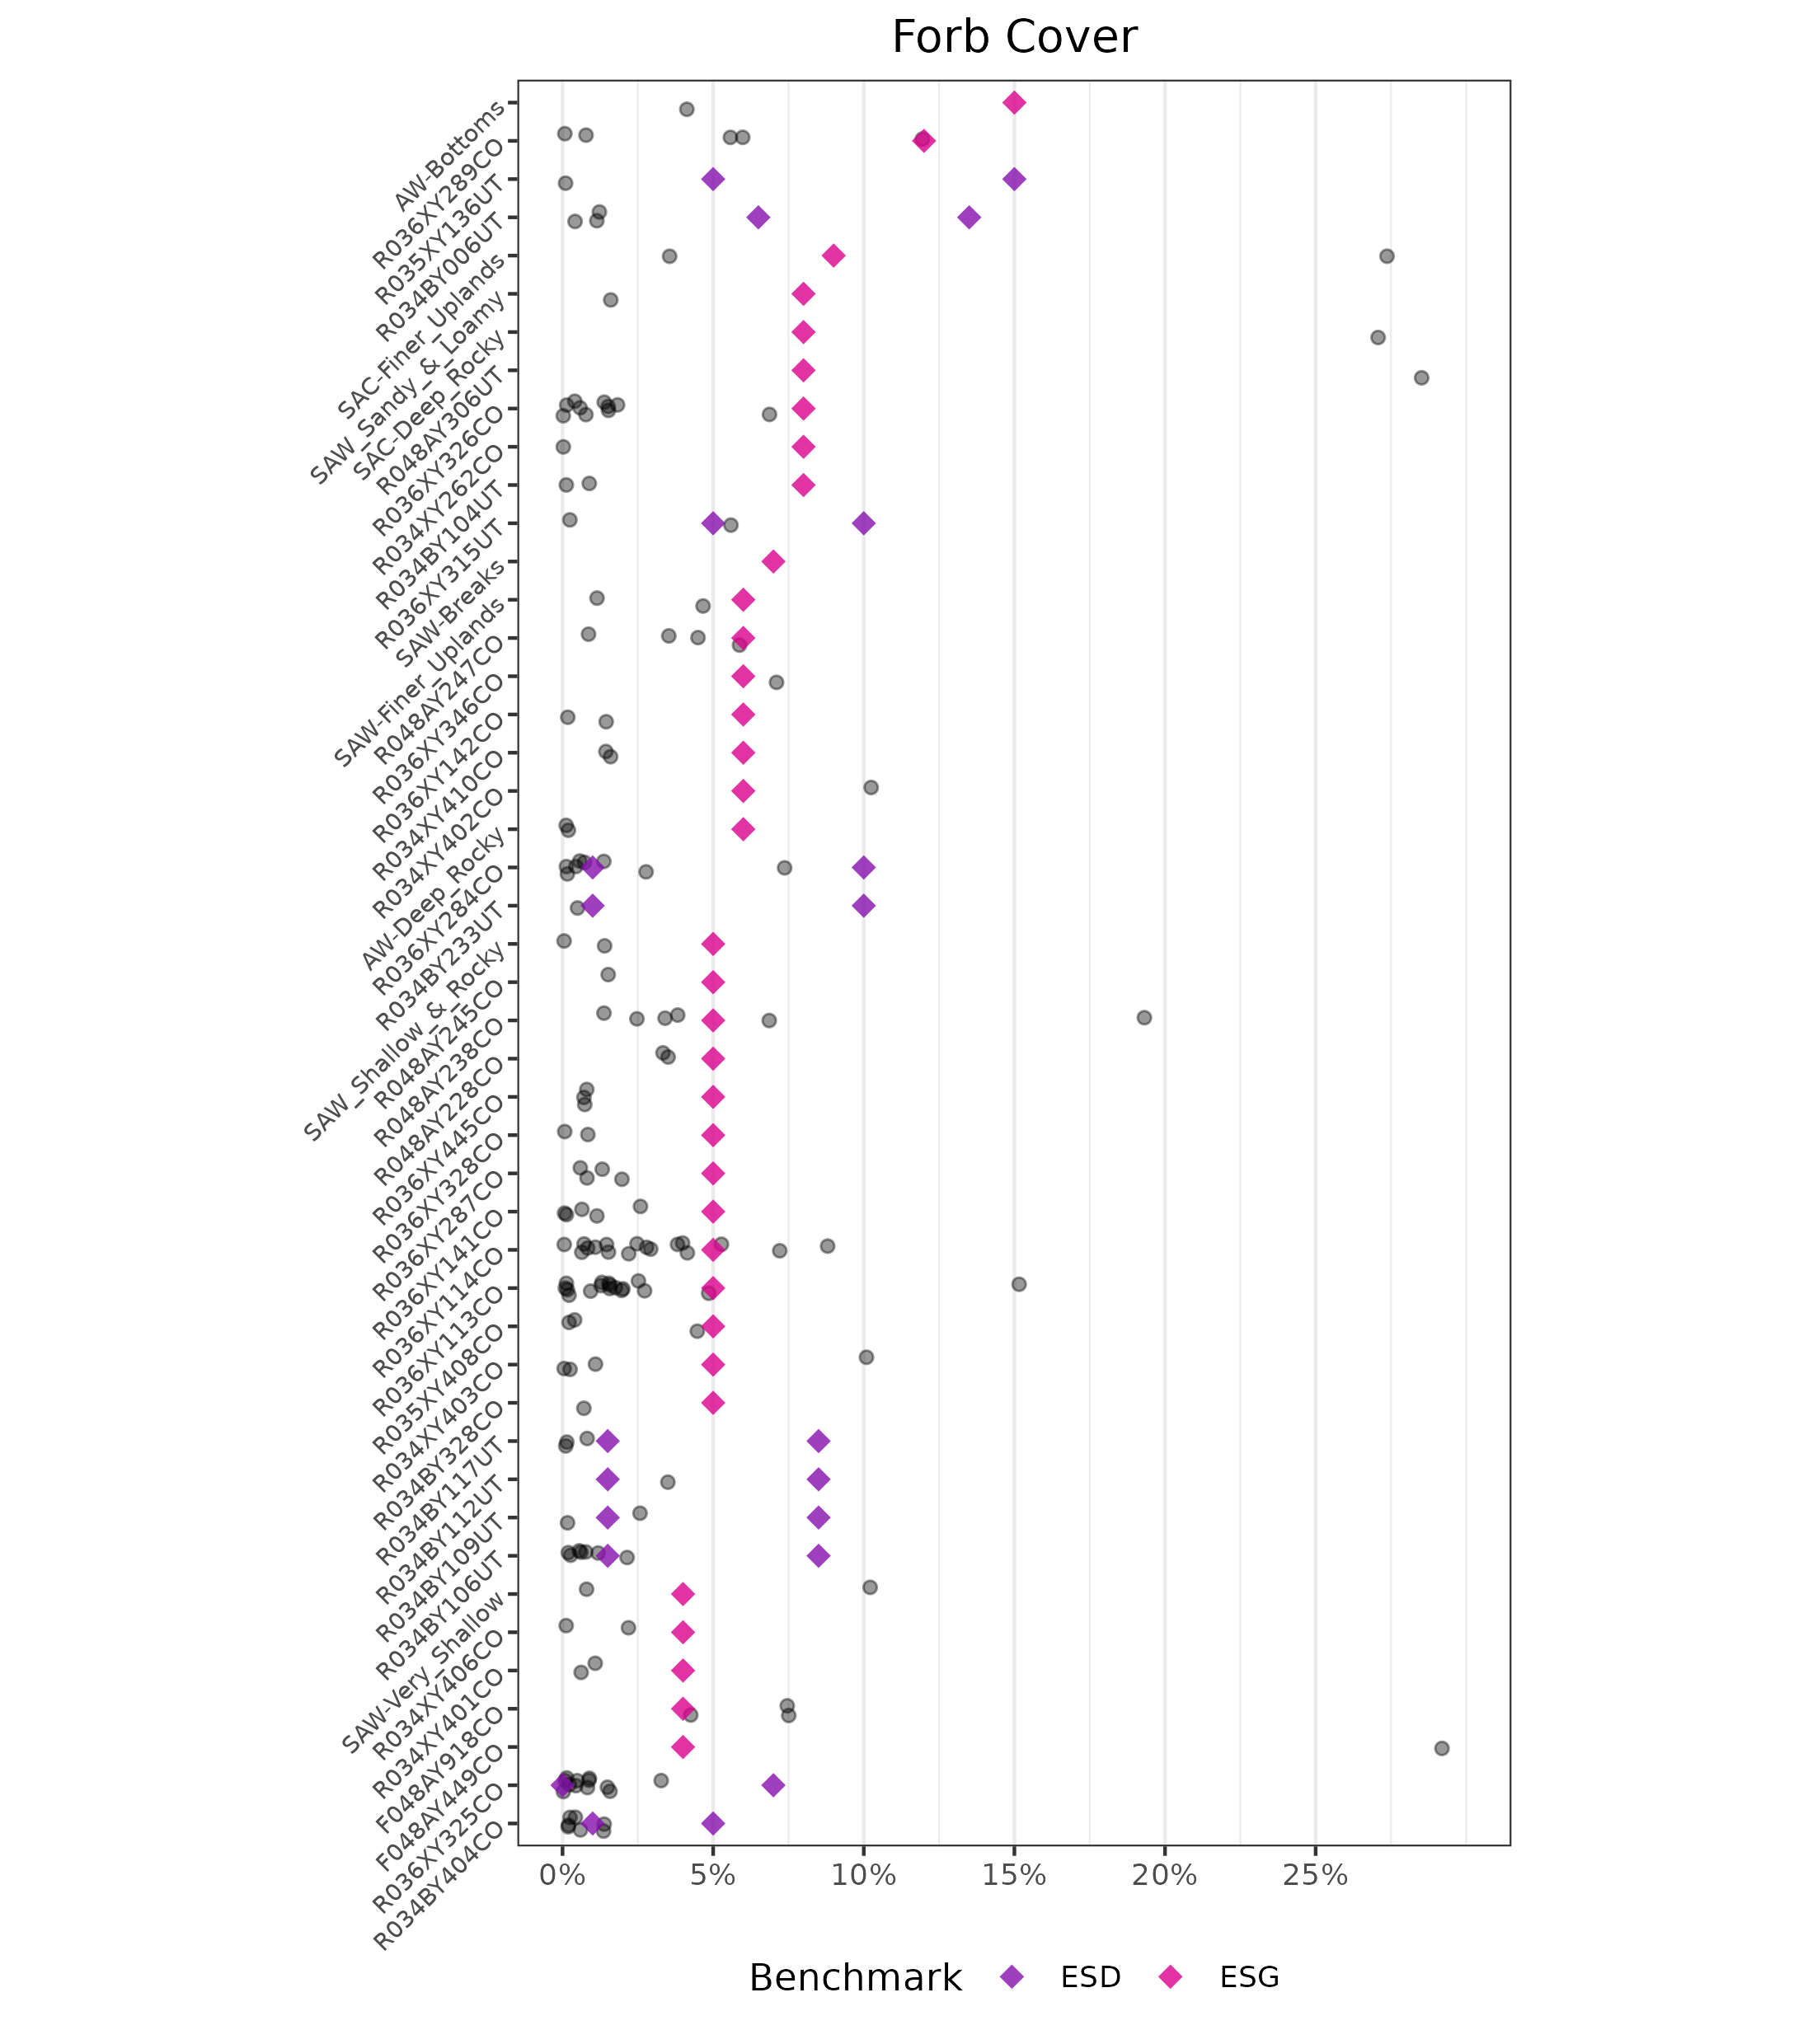 Forb Cover
AW-Bottoms
R036XY289CO
R035XY136UT
R034BY006UT
SAC-Finer_Uplands
SAW_Sandy_&_Loamy
SAC-Deep_Rocky
R048AY306UT
R036XY326CO
R034XY262CO
R034BY104UT
R036XY315UT
SAW-Breaks
SAW-Finer_Uplands
R048AY247CO
R036XY346CO
R036XY142CO
R034XY410CO
R034XY402CO
AW-Deep_Rocky
R036XY284CO
R034BY233UT
SAW_Shallow_&_Rocky
R048AY245CO
R048AY238CO
R048AY228CO
R036XY445CO
R036XY328CO
R036XY287CO
R036XY141CO
R036XY114CO
R036XY113CO
R035XY408CO
R034XY403CO
R034BY328CO
R034BY117UT
R034BY112UT
R034BY109UT
R034BY106UT
SAW-Very_Shallow
R034XY406CO
R034XY401CO
F048AY918CO
F048AY449CO
R036XY325CO
R034BY404CO
0% 5% 10% 15% 20% 25%
Benchmark ESD ESG